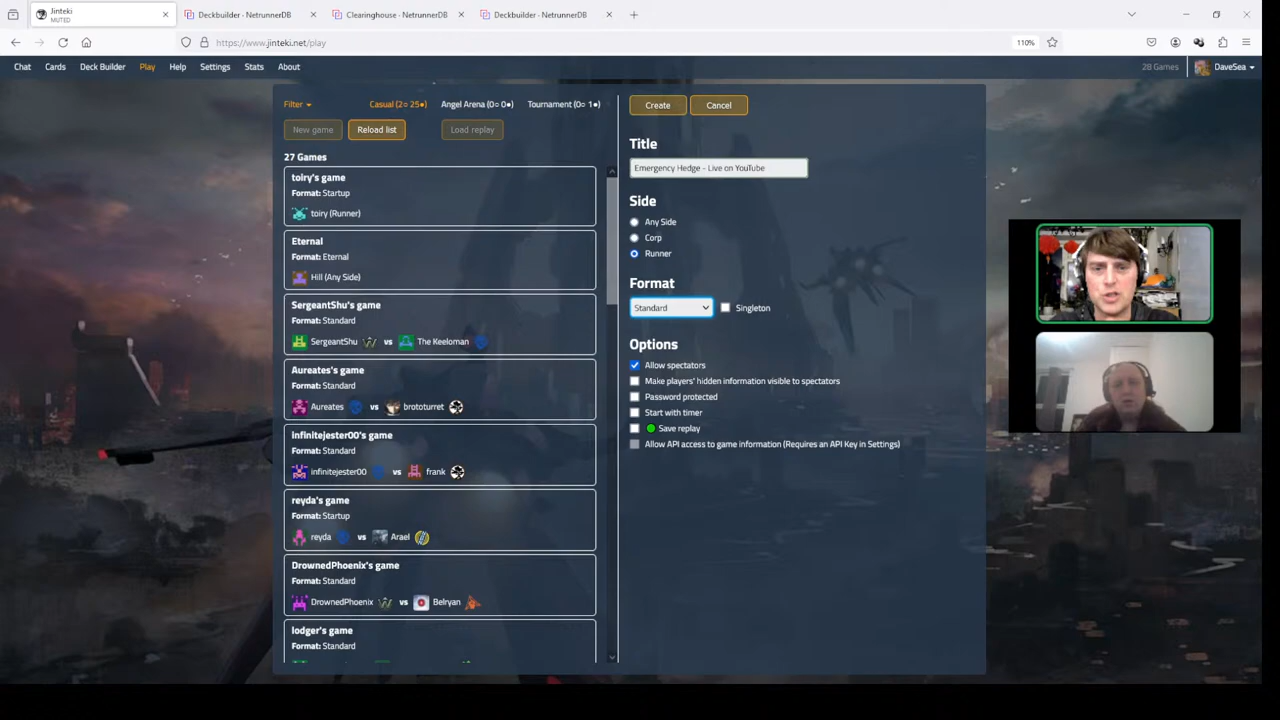 Jinteki
MUTED
Deckbuilder · NetrunnerDB
Clearinghouse · NetrunnerDB
Deckbuilder · NetrunnerDB
https://www.jinteki.net/play
110%
Chat
Cards
Deck Builder
Play
Help
Settings
Stats
About
28 Games
DaveSea
Filter
Casual (2○ 25●)
Angel Arena (0○ 0●)
Tournament (0○ 1●)
New game
Reload list
Load replay
27 Games
toiry's game
Format: Startup
toiry (Runner)
Eternal
Format: Eternal
Hill (Any Side)
SergeantShu's game
Format: Standard
SergeantShu vs The Keeloman
Aureates's game
Format: Standard
Aureates vs brototurret
infinitejester00's game
Format: Standard
infinitejester00 vs frank
reyda's game
Format: Startup
reyda vs Arael
DrownedPhoenix's game
Format: Standard
DrownedPhoenix vs Belryan
lodger's game
Format: Standard
Create
Cancel
Title
Emergency Hedge - Live on YouTube
Side
Any Side
Corp
Runner
Format
Standard
Singleton
Options
Allow spectators
Make players' hidden information visible to spectators
Password protected
Start with timer
Save replay
Allow API access to game information (Requires an API Key in Settings)